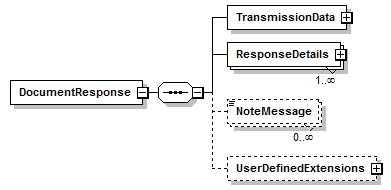 TransmissionData
ResponseDetails
1..∞
DocumentResponse
NoteMessage
0..∞
UserDefinedExtensions